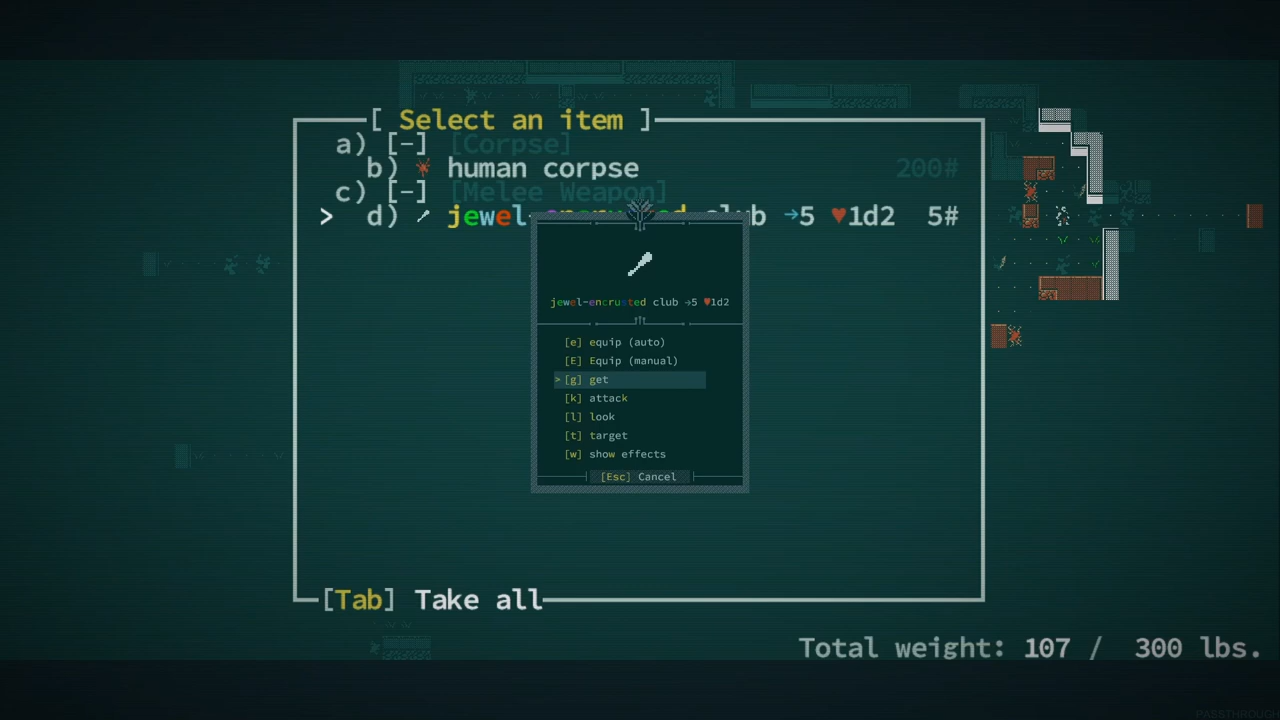 [ Select an item ]
a) [-] [Corpse]
b) human corpse 200#
c) [-] [Melee Weapon]
> d) jewel-encrusted club →5 ♥1d2 5#
jewel-encrusted club →5 ♥1d2
[e] equip (auto)
[E] Equip (manual)
>[g] get
[k] attack
[l] look
[t] target
[w] show effects
[Esc] Cancel
[Tab] Take all
Total weight: 107 / 300 lbs.
PASSTHROUGH